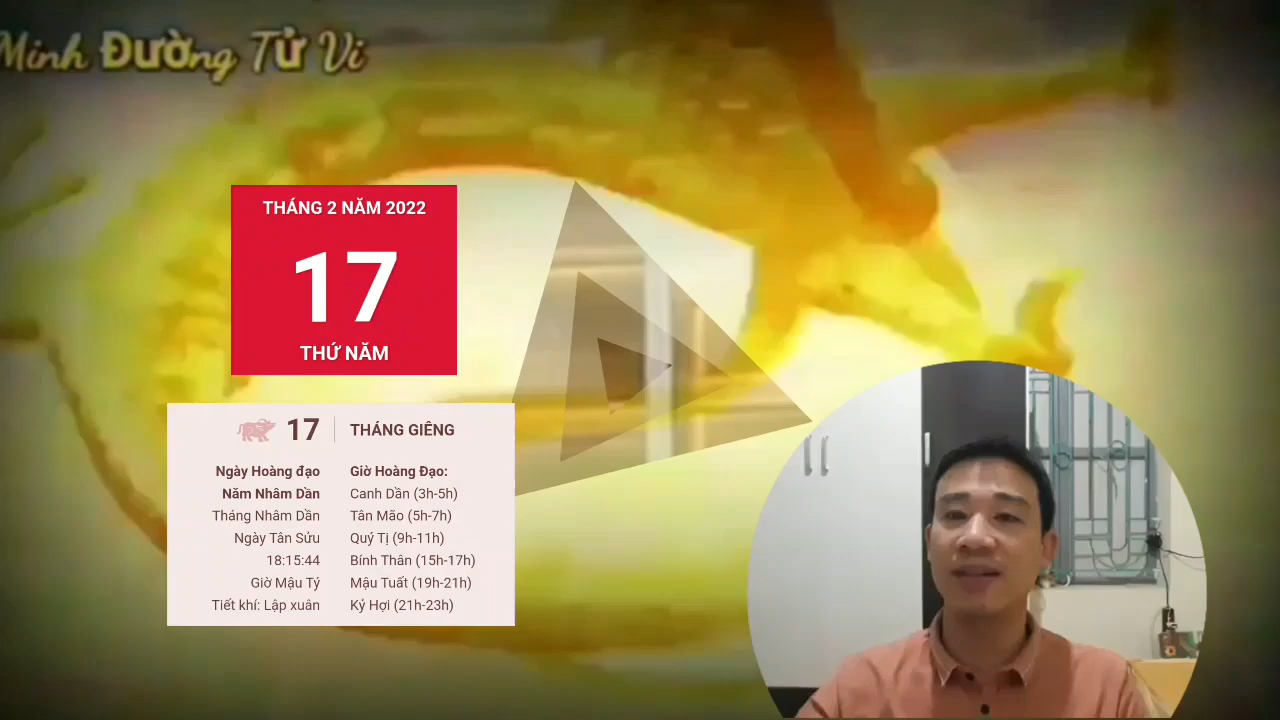 Minh Đường Tử Vi
THÁNG 2 NĂM 2022
17
THỨ NĂM
17 THÁNG GIÊNG
Ngày Hoàng đạo Giờ Hoàng Đạo:
Năm Nhâm Dần Canh Dần (3h-5h)
Tháng Nhâm Dần Tân Mão (5h-7h)
Ngày Tân Sửu Quý Tị (9h-11h)
18:15:44 Bính Thân (15h-17h)
Giờ Mậu Tý Mậu Tuất (19h-21h)
Tiết khí: Lập xuân Kỷ Hợi (21h-23h)